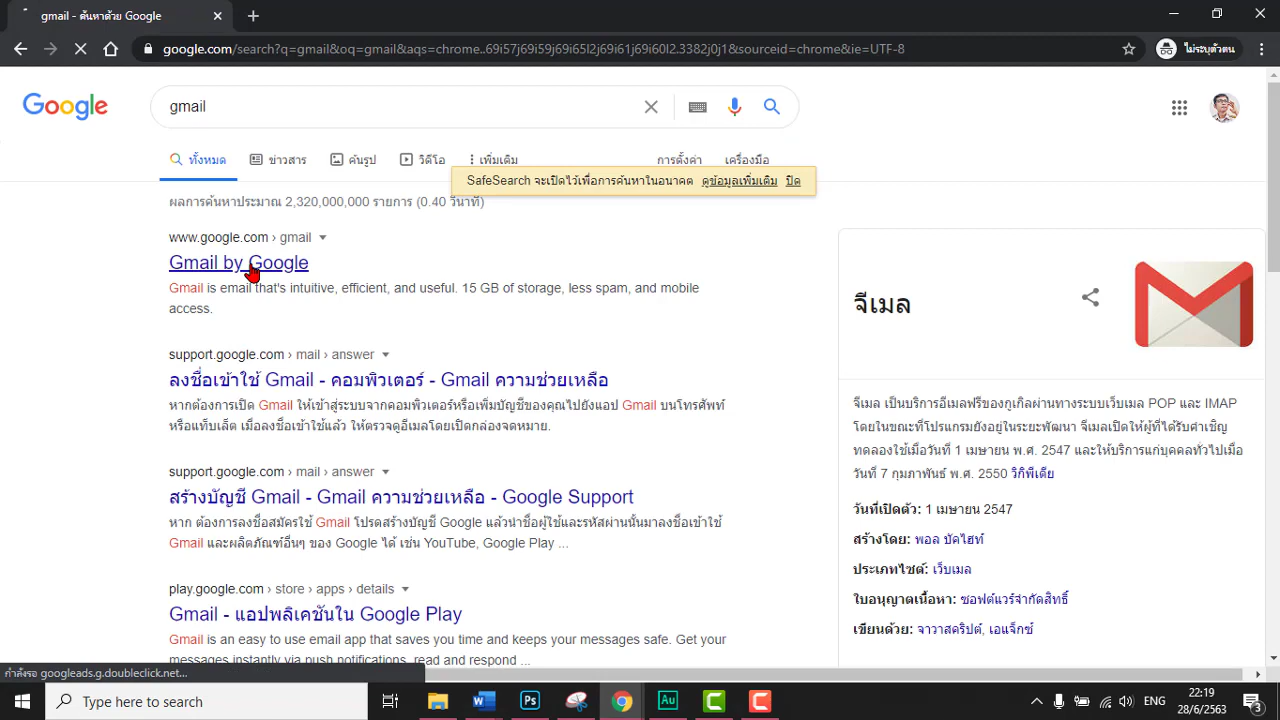 gmail - ค้นหาด้วย Google
google.com/search?q=gmail&oq=gmail&aqs=chrome..69i57j69i59j69i65l2j69i61j69i60l2.3382j0j1&sourceid=chrome&ie=UTF-8
ไม่ระบุตัวตน
Google
gmail
ทั้งหมด
ข่าวสาร
ค้นรูป
วิดีโอ
เพิ่มเติม
การตั้งค่า
เครื่องมือ
SafeSearch จะเปิดไว้เพื่อการค้นหาในอนาคต ดูข้อมูลเพิ่มเติม ปิด
ผลการค้นหาประมาณ 2,320,000,000 รายการ (0.40 วินาที)
www.google.com › gmail
Gmail by Google
Gmail is email that's intuitive, efficient, and useful. 15 GB of storage, less spam, and mobile
access.
support.google.com › mail › answer
ลงชื่อเข้าใช้ Gmail - คอมพิวเตอร์ - Gmail ความช่วยเหลือ
หากต้องการเปิด Gmail ให้เข้าสู่ระบบจากคอมพิวเตอร์หรือเพิ่มบัญชีของคุณไปยังแอป Gmail บนโทรศัพท์
หรือแท็บเล็ต เมื่อลงชื่อเข้าใช้แล้ว ให้ตรวจดูอีเมลโดยเปิดกล่องจดหมาย.
support.google.com › mail › answer
สร้างบัญชี Gmail - Gmail ความช่วยเหลือ - Google Support
หาก ต้องการลงชื่อสมัครใช้ Gmail โปรดสร้างบัญชี Google แล้วนำชื่อผู้ใช้และรหัสผ่านนั้นมาลงชื่อเข้าใช้
Gmail และผลิตภัณฑ์อื่นๆ ของ Google ได้ เช่น YouTube, Google Play ...
play.google.com › store › apps › details
Gmail - แอปพลิเคชันใน Google Play
Gmail is an easy to use email app that saves you time and keeps your messages safe. Get your
messages instantly via push notifications, read and respond ...
จีเมล
จีเมล เป็นบริการอีเมลฟรีของกูเกิลผ่านทางระบบเว็บเมล POP และ IMAP
โดยในขณะที่โปรแกรมยังอยู่ในระยะพัฒนา จีเมลเปิดให้ผู้ที่ได้รับคำเชิญ
ทดลองใช้เมื่อวันที่ 1 เมษายน พ.ศ. 2547 และให้บริการแก่บุคคลทั่วไปเมื่อ
วันที่ 7 กุมภาพันธ์ พ.ศ. 2550 วิกิพีเดีย
วันที่เปิดตัว: 1 เมษายน 2547
สร้างโดย: พอล บัคไฮท์
ประเภทไซต์: เว็บเมล
ใบอนุญาตเนื้อหา: ซอฟต์แวร์จำกัดสิทธิ์
เขียนด้วย: จาวาสคริปต์, เอแจ็กซ์
กำลังรอ googleads.g.doubleclick.net...
Type here to search
W
Ps
Au
C
C
ENG
22:19
28/6/2563
3